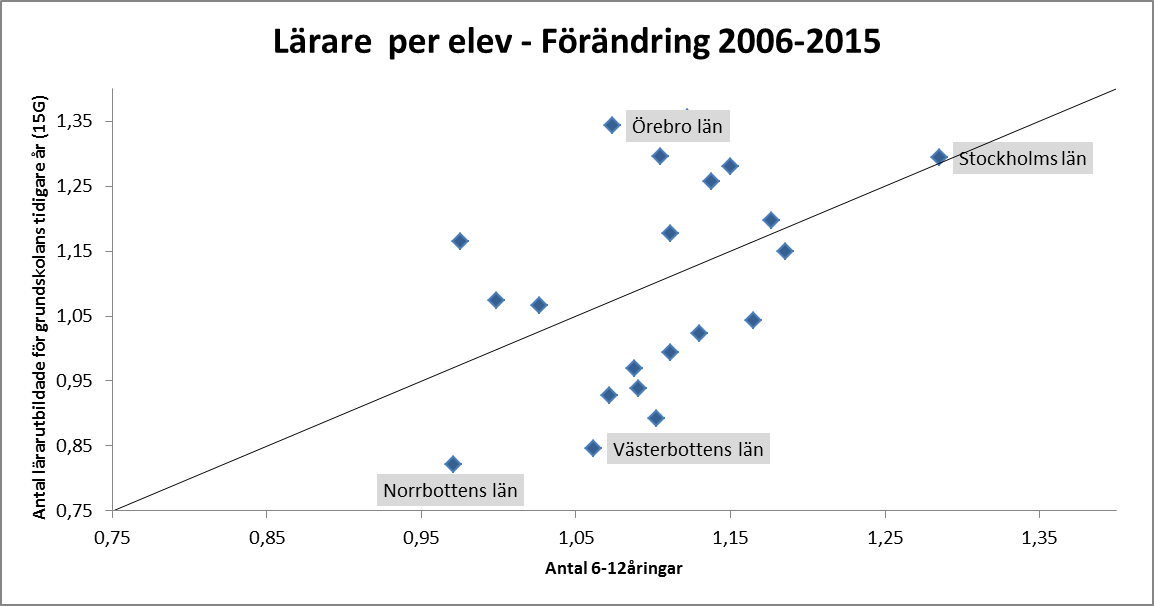 Lärare  per elev - Förändring 2006-2015
Antal lärarutbildade för grundskolans tidigare år (15G)
1,35
1,25
1,15
1,05
0,95
0,85
0,75
Örebro län
Stockholms län
Västerbottens län
Norrbottens län
0,75 0,85 0,95 1,05 1,15 1,25 1,35
Antal 6-12åringar